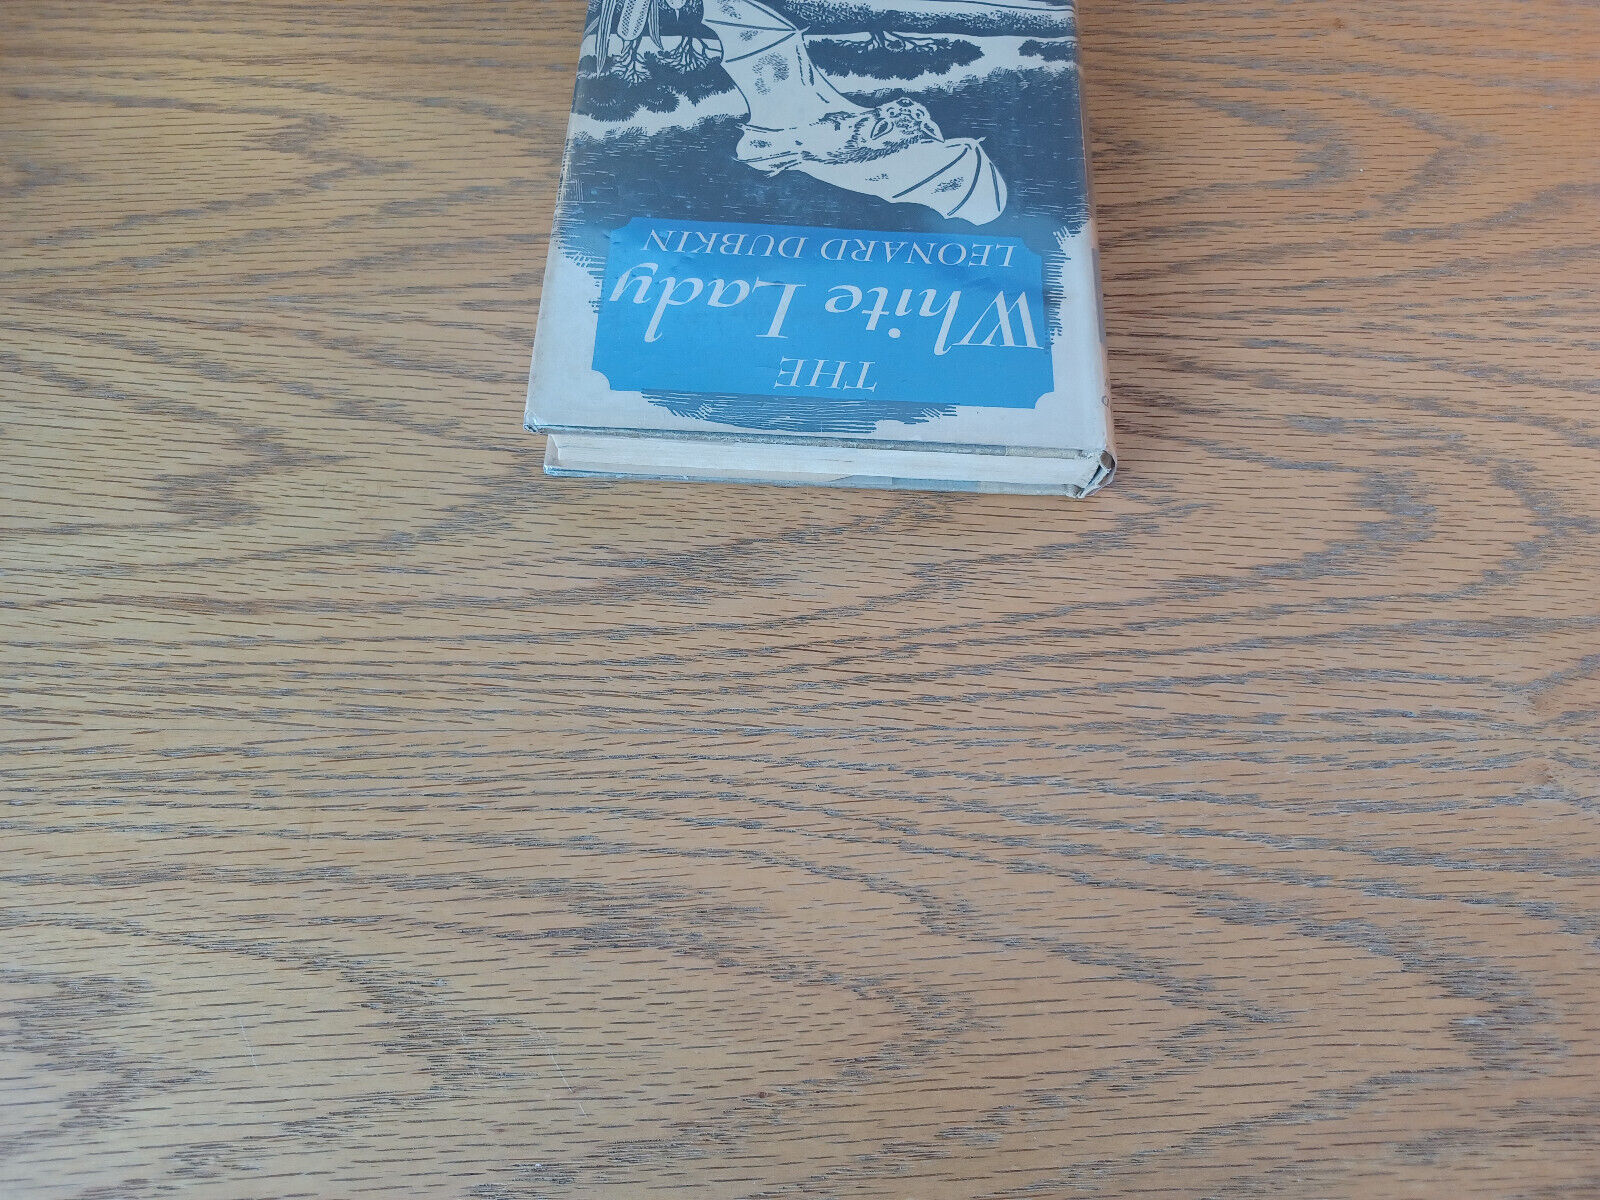 THE
White Lady
LEONARD DUBKIN